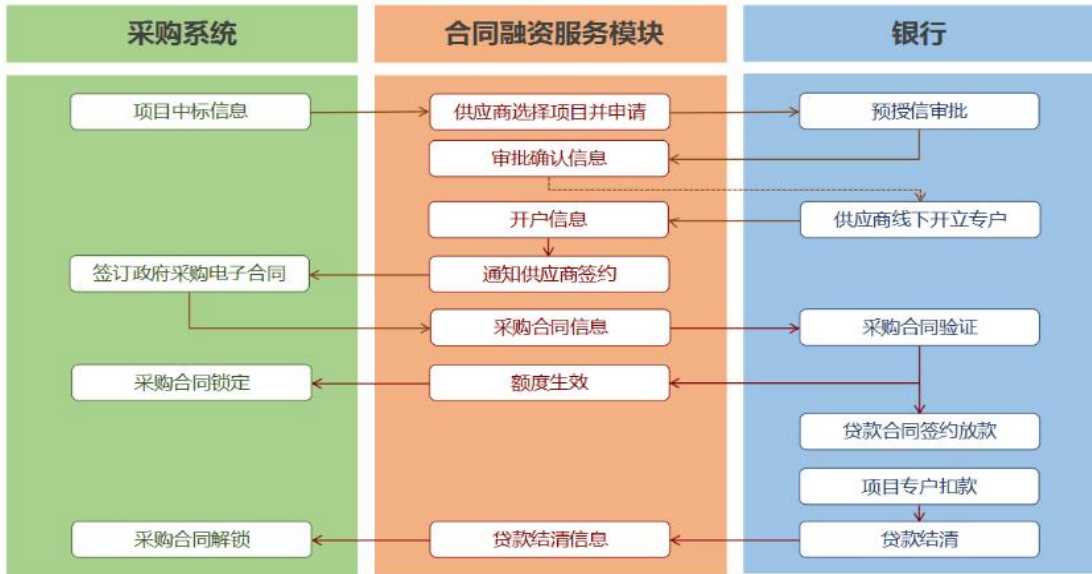 采购系统
合同融资服务模块
银行
项目中标信息
供应商选择项目并申请
预授信审批
审批确认信息
开户信息
供应商线下开立专户
签订政府采购电子合同
通知供应商签约
采购合同信息
采购合同验证
采购合同锁定
额度生效
贷款合同签约放款
项目专户扣款
采购合同解锁
贷款结清信息
贷款结清